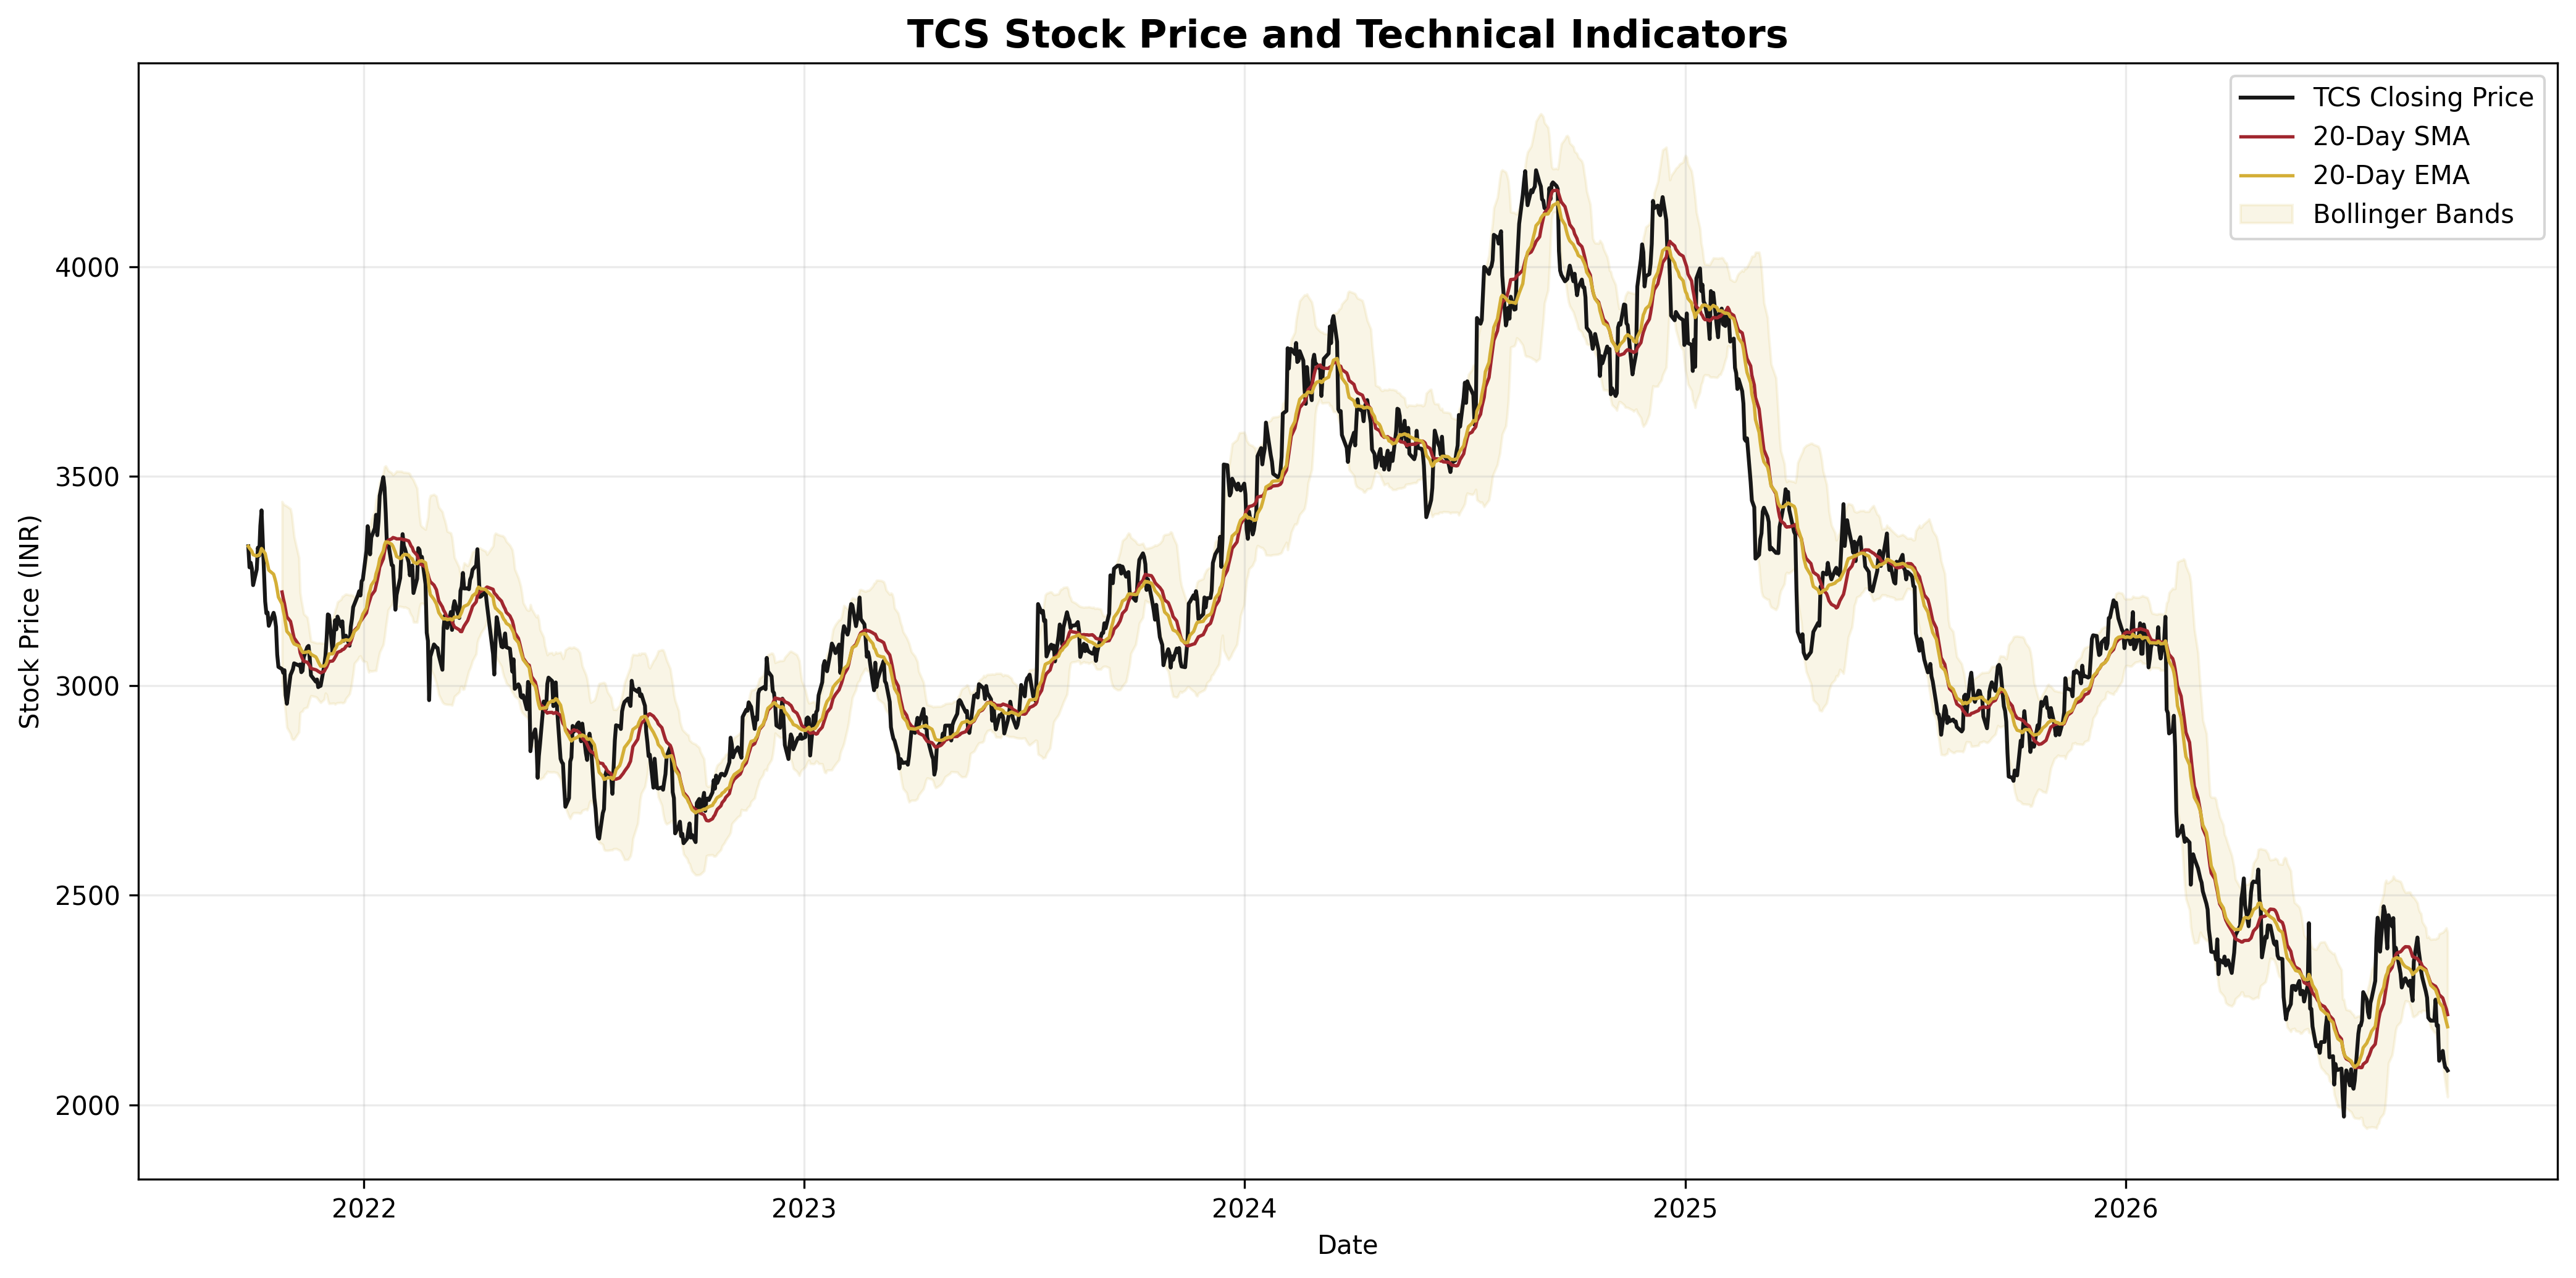 TCS Stock Price and Technical Indicators
TCS Closing Price
20-Day SMA
20-Day EMA
Bollinger Bands
Stock Price (INR)
4000
3500
3000
2500
2000
2022
2023
2024
2025
2026
Date